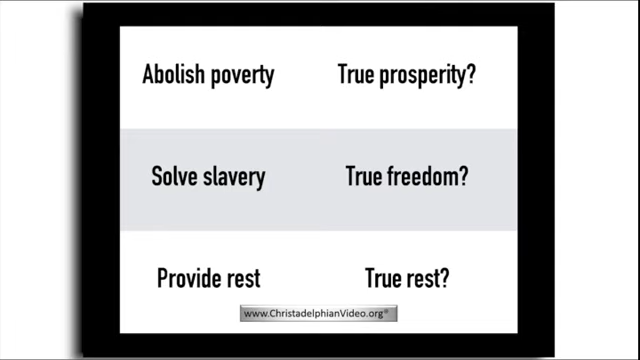 Abolish poverty True prosperity?
Solve slavery True freedom?
Provide rest True rest?
www.ChristadelphianVideo.org®